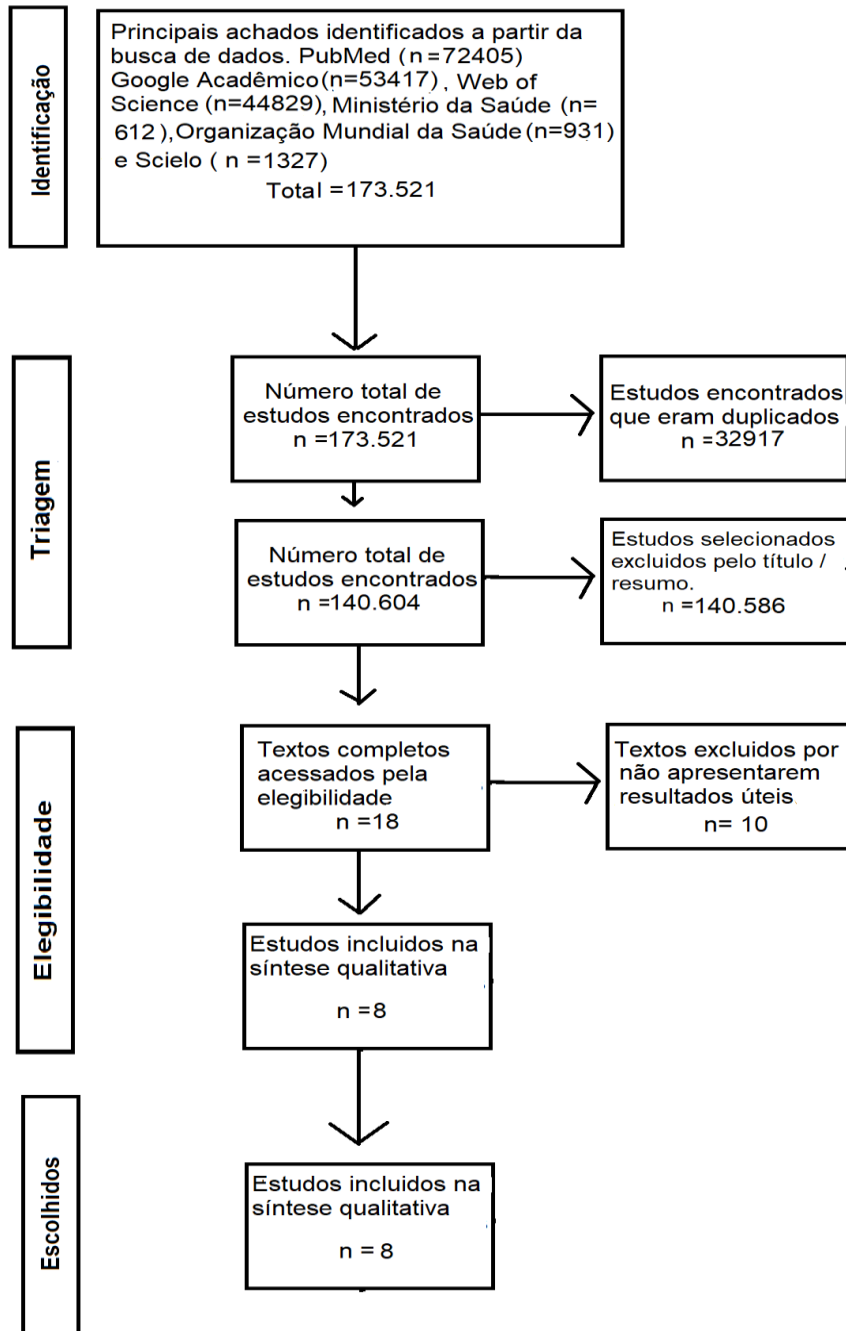 Identificação
Principais achados identificados a partir da
busca de dados. PubMed (n=72405)
Google Acadêmico(n=53417), Web of
Science (n=44829), Ministério da Saúde (n=
612),Organização Mundial da Saúde(n=931)
e Scielo ( n =1327)
Total =173.521
Triagem
Número total de
estudos encontrados
n =173.521
Estudos encontrados
que eram duplicados
n =32917
Número total de
estudos encontrados
n =140.604
Estudos selecionados
excluidos pelo título /
resumo.
n =140.586
Elegibilidade
Textos completos
acessados pela
elegibilidade
n =18
Textos excluidos por
não apresentarem
resultados úteis
n= 10
Estudos incluidos na
síntese qualitativa
n =8
Escolhidos
Estudos incluidos na
síntese qualitativa
n = 8